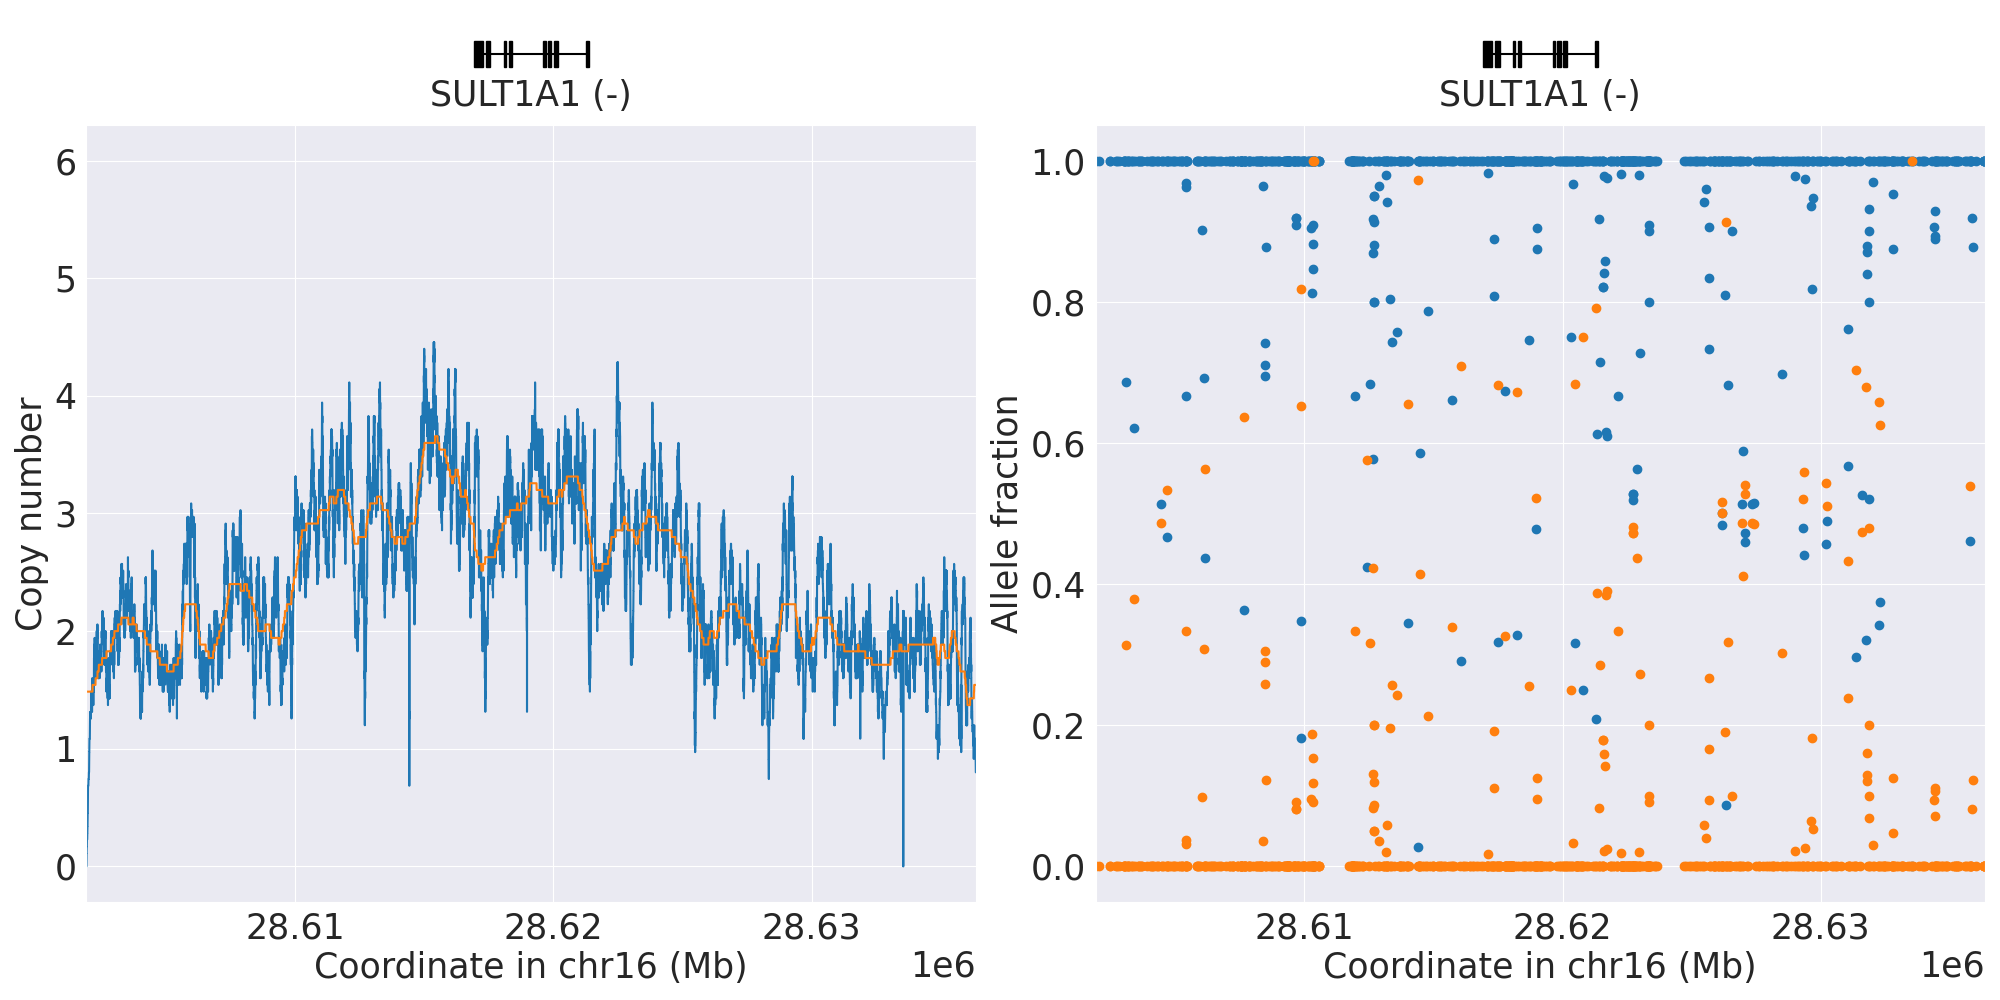 SULT1A1 (-)
6
5
4
3
2
1
0
Copy number
28.61
28.62
28.63
Coordinate in chr16 (Mb)
1e6
SULT1A1 (-)
1.0
0.8
0.6
0.4
0.2
0.0
Allele fraction
28.61
28.62
28.63
Coordinate in chr16 (Mb)
1e6